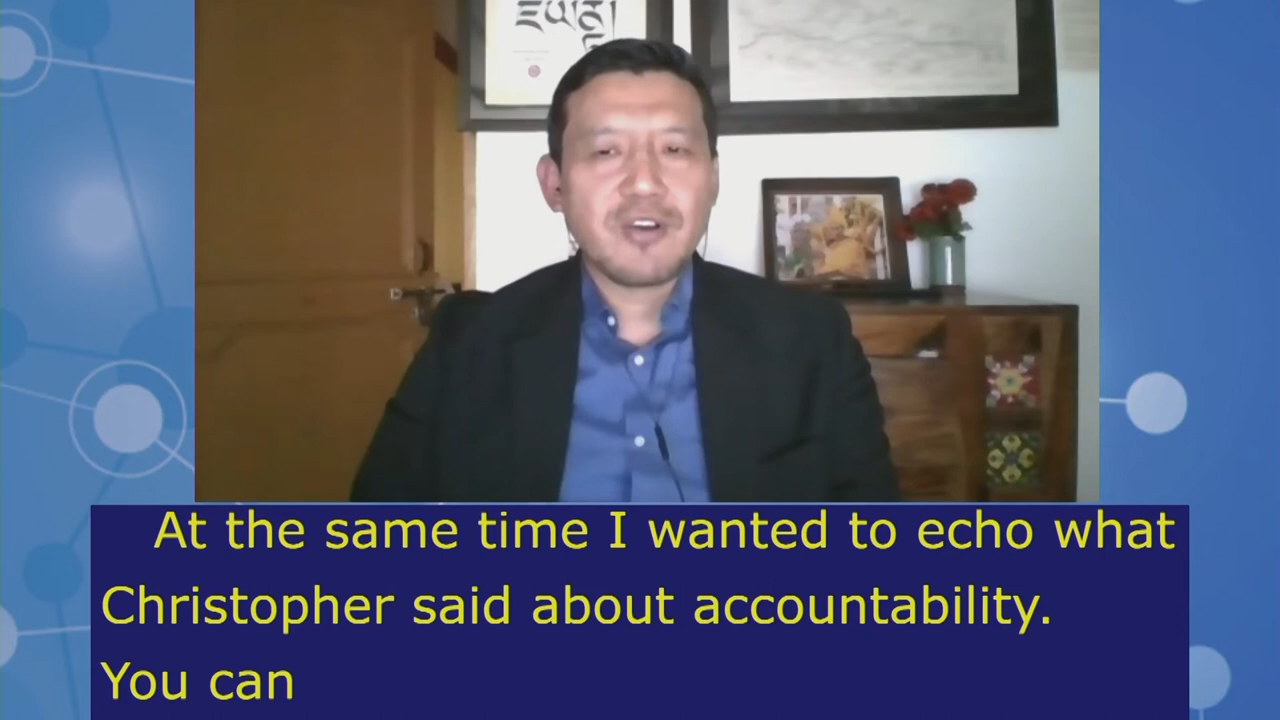 At the same time I wanted to echo what
Christopher said about accountability.
You can